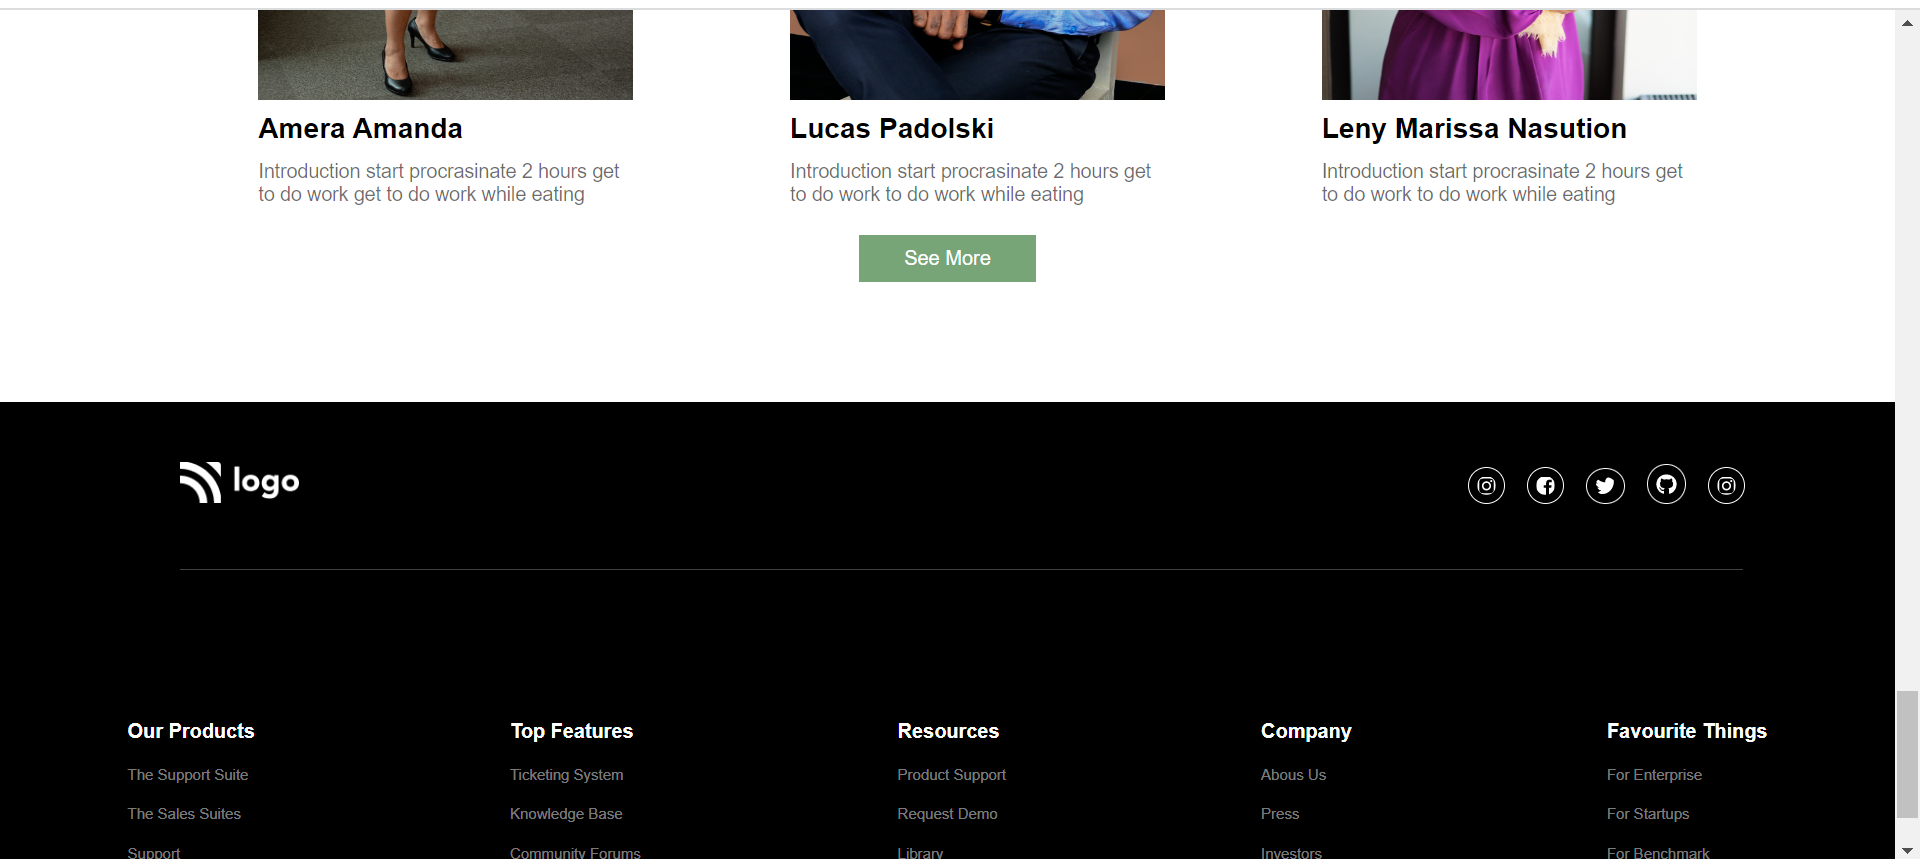 Amera Amanda
Introduction start procrasinate 2 hours get
to do work get to do work while eating
Lucas Padolski
Introduction start procrasinate 2 hours get
to do work to do work while eating
Leny Marissa Nasution
Introduction start procrasinate 2 hours get
to do work to do work while eating
See More
logo
Our Products
The Support Suite
The Sales Suites
Support
Top Features
Ticketing System
Knowledge Base
Community Forums
Resources
Product Support
Request Demo
Library
Company
Abous Us
Press
Investors
Favourite Things
For Enterprise
For Startups
For Benchmark